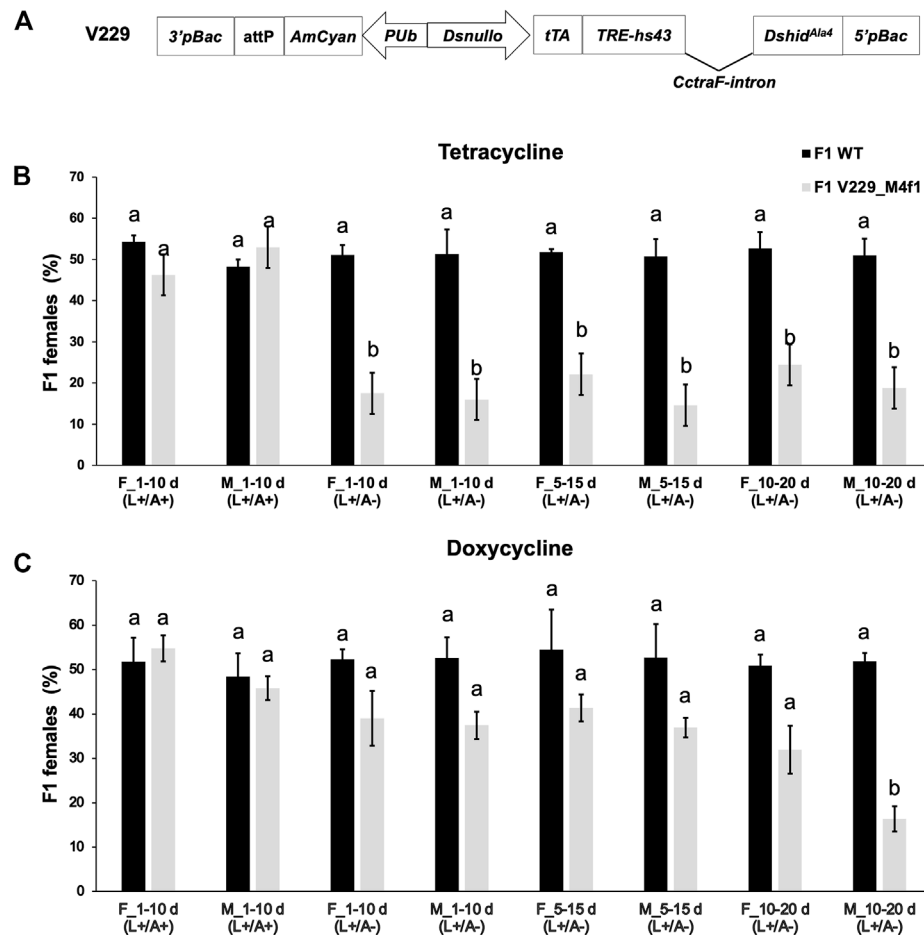 A
V229
3'pBac
attP
AmCyan
PUb
Dsnullo
tTA
TRE-hs43
Dshid^Ala4
5'pBac
CctraF-intron
Tetracycline
B
F1 WT
F1 V229_M4f1
F1 females (%)
70
60
50
40
30
20
10
0
a a a a a b a b a b a b a b a b
F_1-10 d M_1-10 d F_1-10 d M_1-10 d F_5-15 d M_5-15 d F_10-20 d M_10-20 d
(L+/A+) (L+/A+) (L+/A-) (L+/A-) (L+/A-) (L+/A-) (L+/A-) (L+/A-)
Doxycycline
C
F1 females (%)
70
60
50
40
30
20
10
0
a a a a a a a a a a a a a a a b
F_1-10 d M_1-10 d F_1-10 d M_1-10 d F_5-15 d M_5-15 d F_10-20 d M_10-20 d
(L+/A+) (L+/A+) (L+/A-) (L+/A-) (L+/A-) (L+/A-) (L+/A-) (L+/A-)